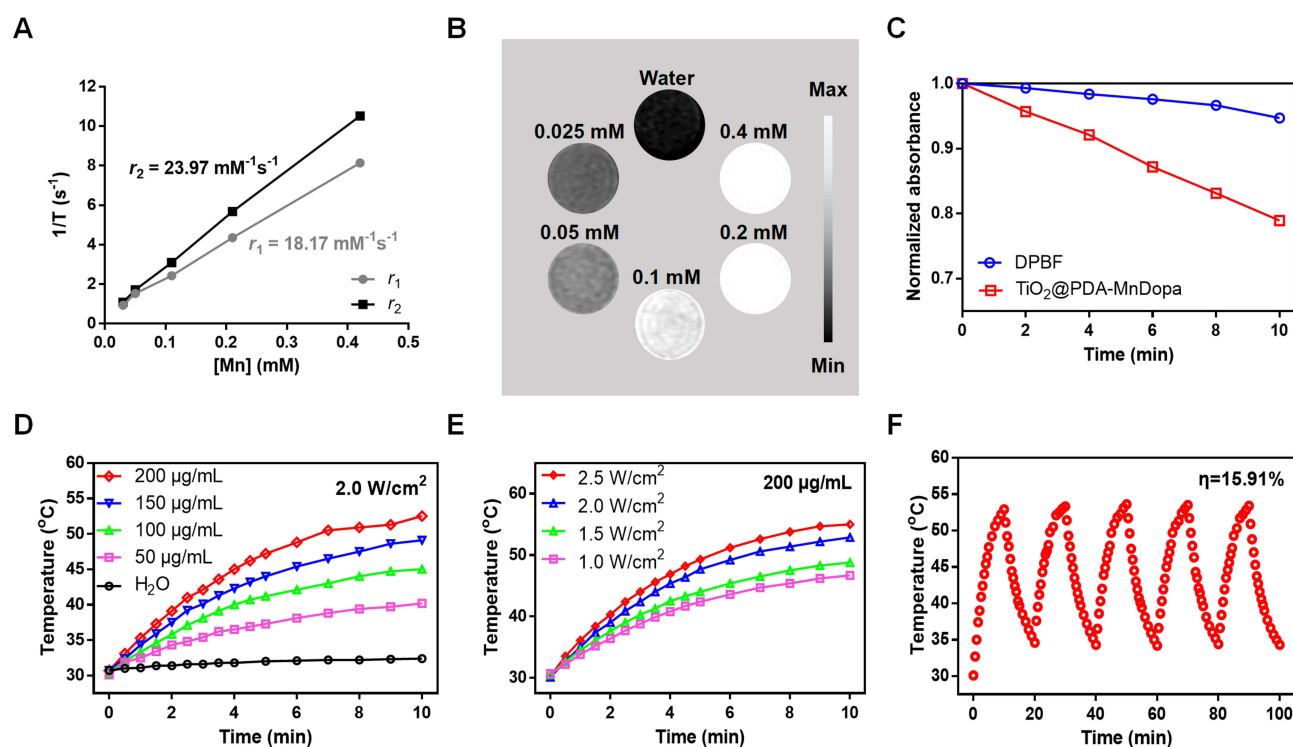 A
12
10
8
6
4
2
0
1/T (s⁻¹)
r₂ = 23.97 mM⁻¹s⁻¹
r₁ = 18.17 mM⁻¹s⁻¹
r₁
r₂
0.0 0.1 0.2 0.3 0.4 0.5
[Mn] (mM)
B
Water
0.025 mM
0.4 mM
0.05 mM
0.2 mM
0.1 mM
Max
Min
C
1.0
0.9
0.8
0.7
Normalized absorbance
DPBF
TiO₂@PDA-MnDopa
0 2 4 6 8 10
Time (min)
D
60
55
50
45
40
35
30
Temperature (°C)
200 µg/mL
150 µg/mL
100 µg/mL
50 µg/mL
H₂O
2.0 W/cm²
0 2 4 6 8 10
Time (min)
E
60
50
40
30
Temperature (°C)
2.5 W/cm²
2.0 W/cm²
1.5 W/cm²
1.0 W/cm²
200 µg/mL
0 2 4 6 8 10
Time (min)
F
60
55
50
45
40
35
30
Temperature (°C)
η=15.91%
0 20 40 60 80 100
Time (min)